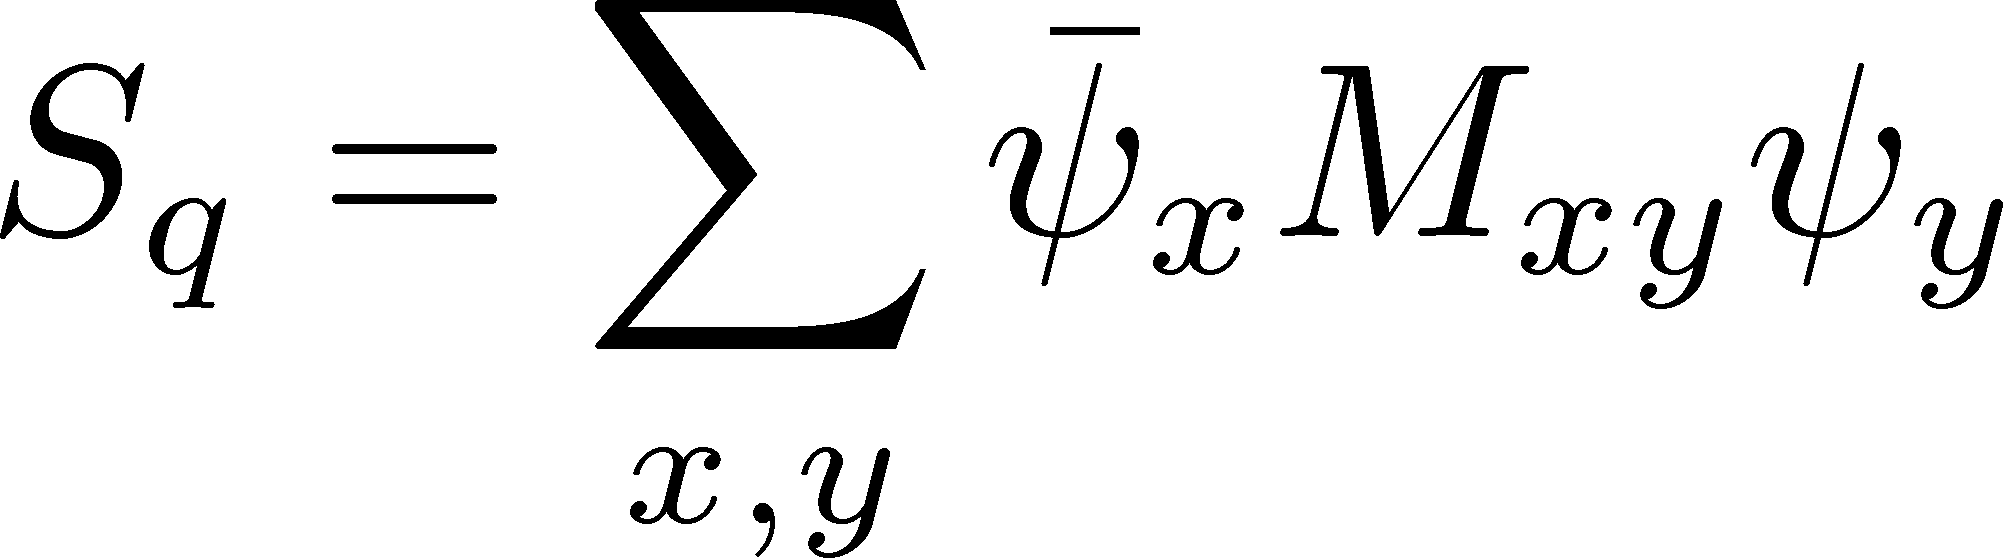 S_q = \sum_{x,y} \bar{\psi}_x M_{xy} \psi_y